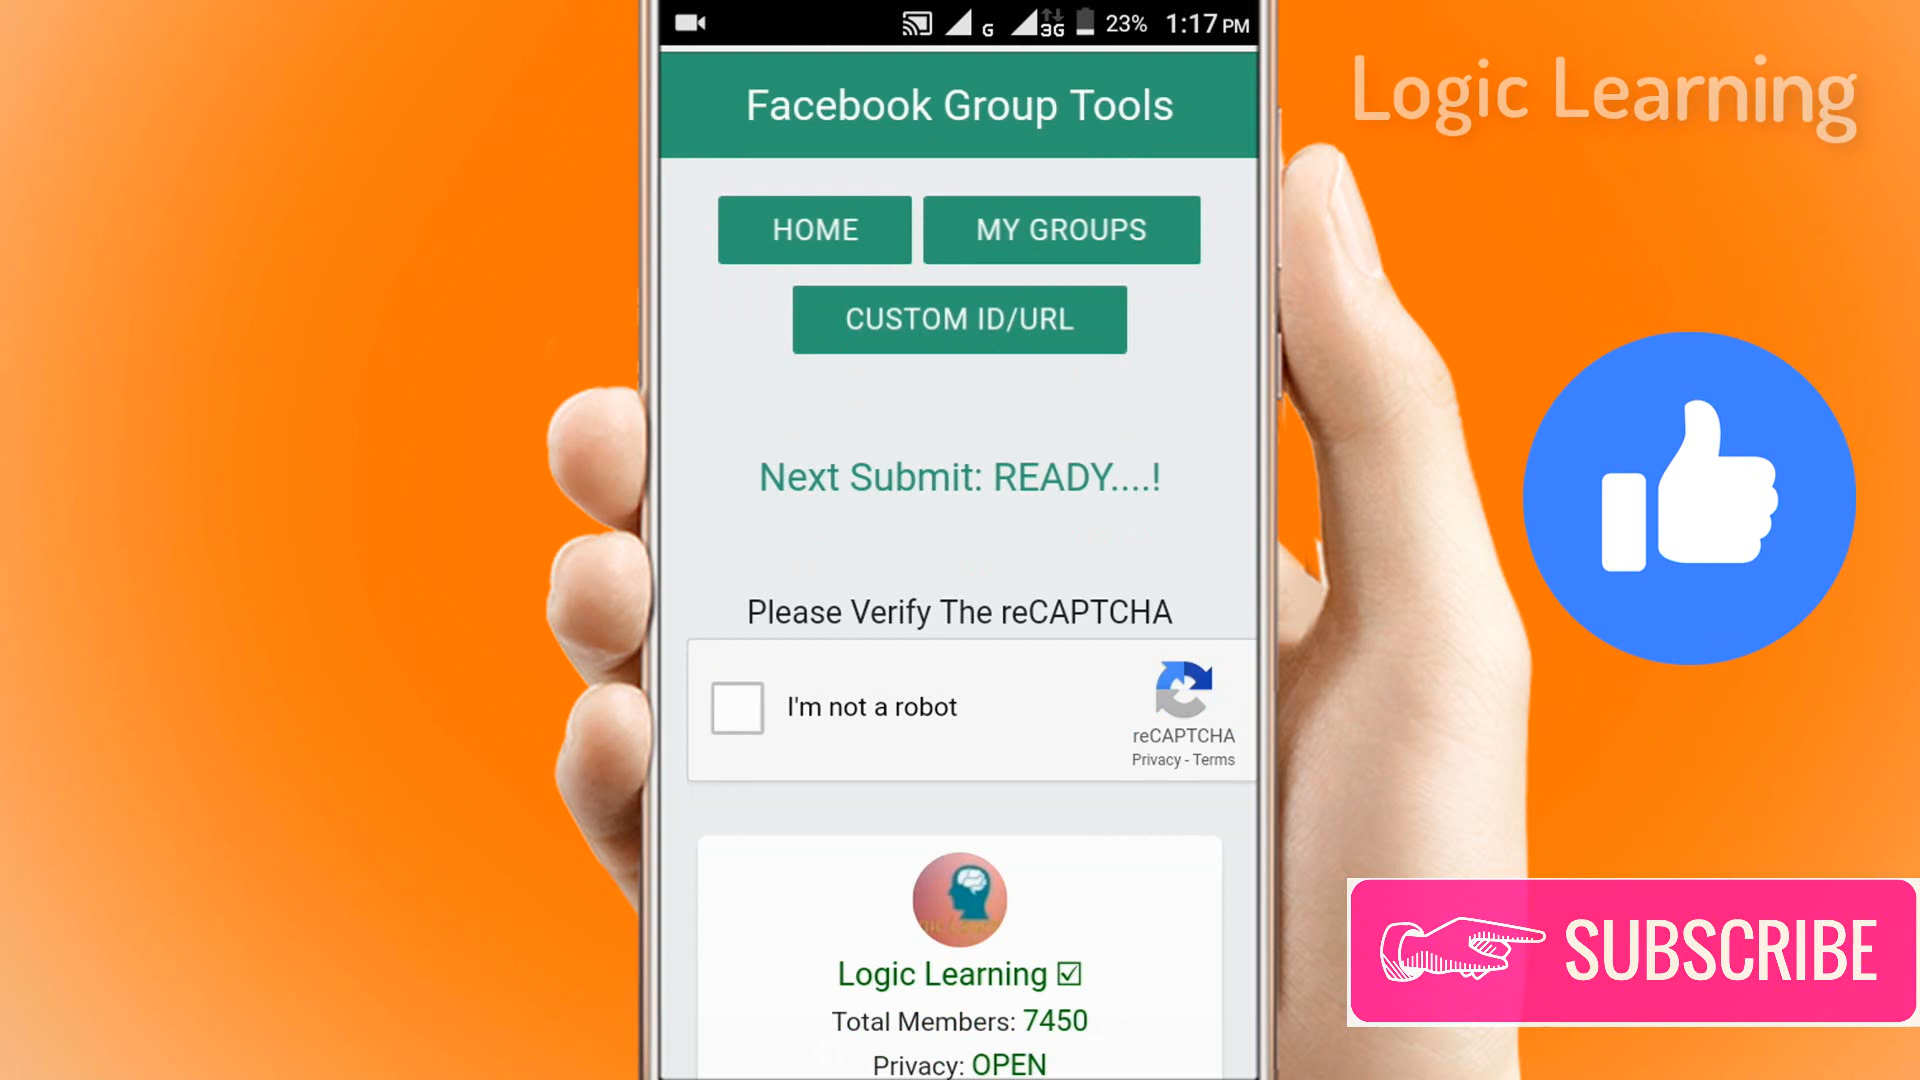 G 3G 23% 1:17 PM
Logic Learning
Facebook Group Tools
HOME MY GROUPS
CUSTOM ID/URL
Next Submit: READY....!
Please Verify The reCAPTCHA
I'm not a robot
reCAPTCHA
Privacy - Terms
Logic Learning ☑
Total Members: 7450
Privacy: OPEN
SUBSCRIBE